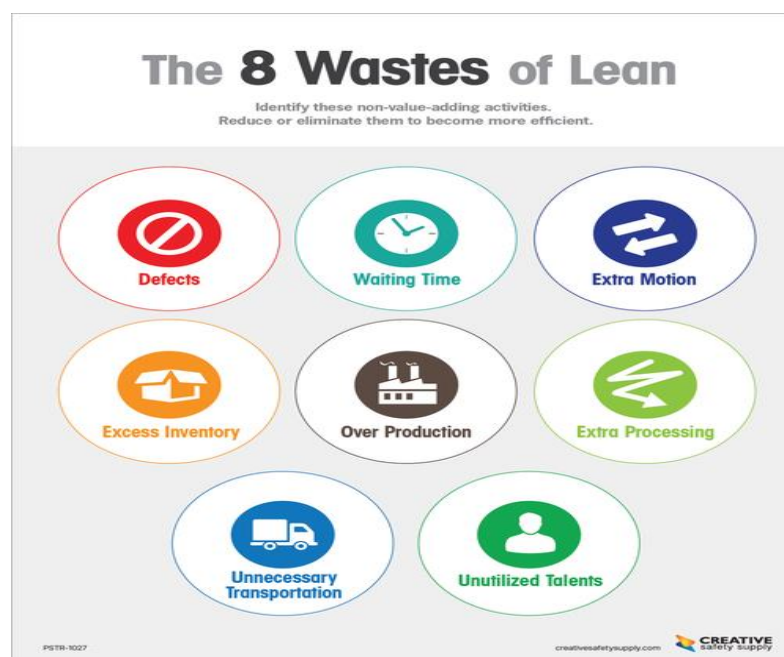 The 8 Wastes of Lean
Identify these non-value-adding activities.
Reduce or eliminate them to become more efficient.
Defects
Waiting Time
Extra Motion
Excess Inventory
Over Production
Extra Processing
Unnecessary
Transportation
Unutilized Talents
PSTR-1027
creativesafetysupply.com
CREATIVE
safety supply